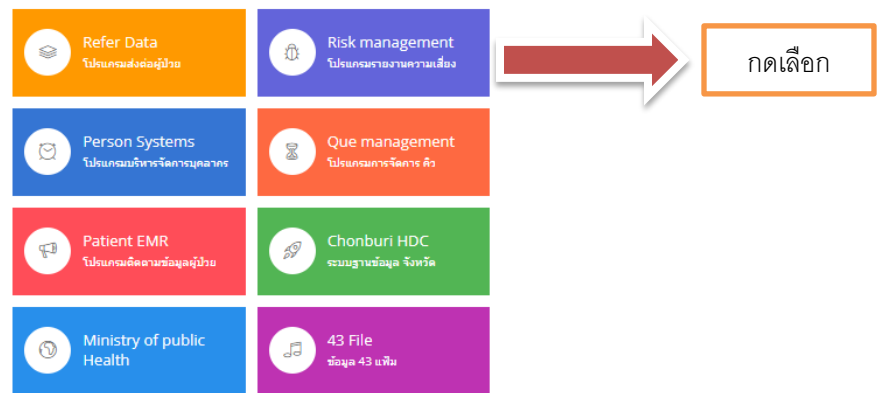 Refer Data
โปรแกรมส่งต่อผู้ป่วย
Risk management
โปรแกรมรายงานความเสี่ยง
กดเลือก
Person Systems
โปรแกรมบริหารจัดการบุคลากร
Que management
โปรแกรมการจัดการ คิว
Patient EMR
โปรแกรมติดตามข้อมูลผู้ป่วย
Chonburi HDC
ระบบฐานข้อมูล จังหวัด
Ministry of public
Health
43 File
ข้อมูล 43 แฟ้ม